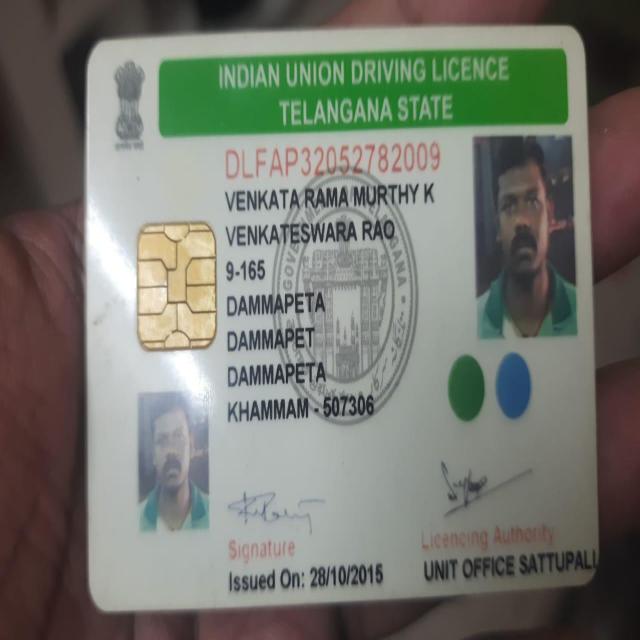 INDIAN UNION DRIVING LICENCE
TELANGANA STATE
DLFAP32052782009
VENKATA RAMA MURTHY K
VENKATESWARA RAO
9-165
DAMMAPETA
DAMMAPET
DAMMAPETA
KHAMMAM - 507306
Signature
Issued On: 28/10/2015
Licencing Authority
UNIT OFFICE SATTUPALL